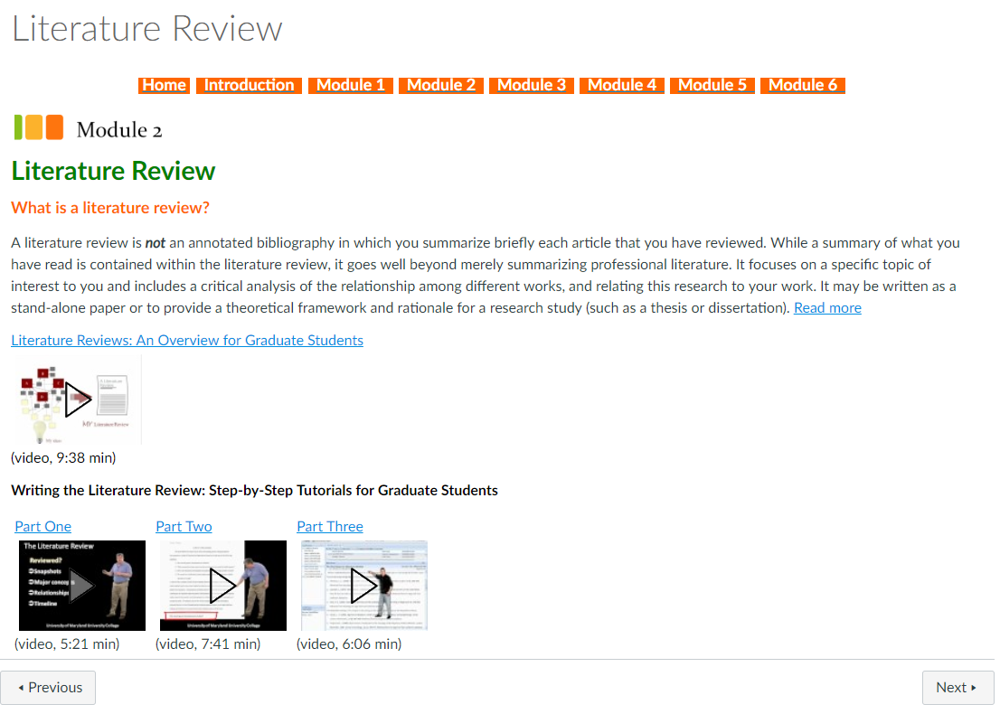 Literature Review
Home Introduction Module 1 Module 2 Module 3 Module 4 Module 5 Module 6
Module 2
Literature Review
What is a literature review?
A literature review is not an annotated bibliography in which you summarize briefly each article that you have reviewed. While a summary of what you
have read is contained within the literature review, it goes well beyond merely summarizing professional literature. It focuses on a specific topic of
interest to you and includes a critical analysis of the relationship among different works, and relating this research to your work. It may be written as a
stand-alone paper or to provide a theoretical framework and rationale for a research study (such as a thesis or dissertation). Read more
Literature Reviews: An Overview for Graduate Students
MY Literature Review
(video, 9:38 min)
Writing the Literature Review: Step-by-Step Tutorials for Graduate Students
Part One Part Two Part Three
The Literature Review
Reviewed?
Snapshots
Major concep
Relationships
Timeline
University of Maryland University College
University of Maryland University College
(video, 5:21 min) (video, 7:41 min) (video, 6:06 min)
Previous Next